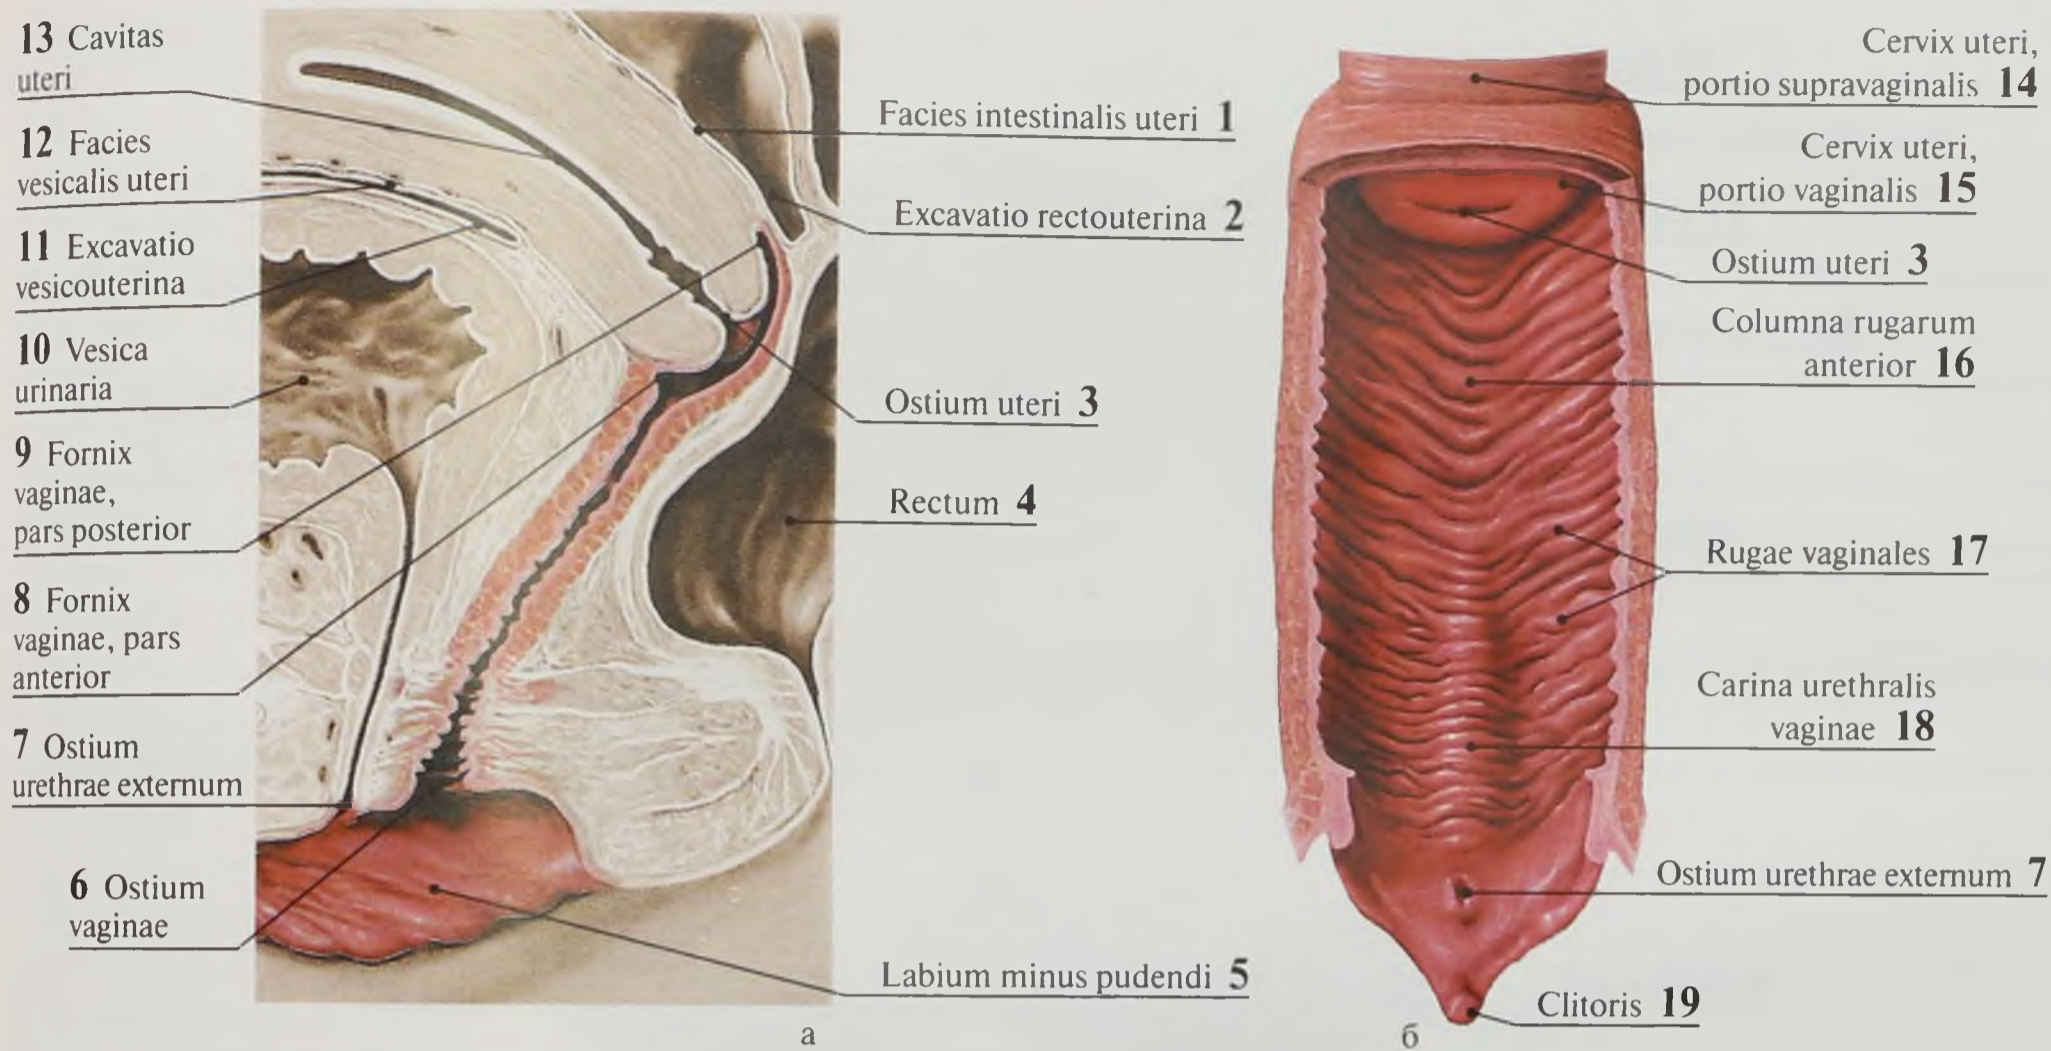 13 Cavitas
uteri
12 Facies
vesicalis uteri
11 Excavatio
vesicouterina
10 Vesica
urinaria
9 Fornix
vaginae,
pars posterior
8 Fornix
vaginae, pars
anterior
7 Ostium
urethrae externum
6 Ostium
vaginae
Facies intestinalis uteri 1
Excavatio rectouterina 2
Ostium uteri 3
Rectum 4
Labium minus pudendi 5
а
Cervix uteri,
portio supravaginalis 14
Cervix uteri,
portio vaginalis 15
Ostium uteri 3
Columna rugarum
anterior 16
Rugae vaginales 17
Carina urethralis
vaginae 18
Ostium urethrae externum 7
Clitoris 19
б